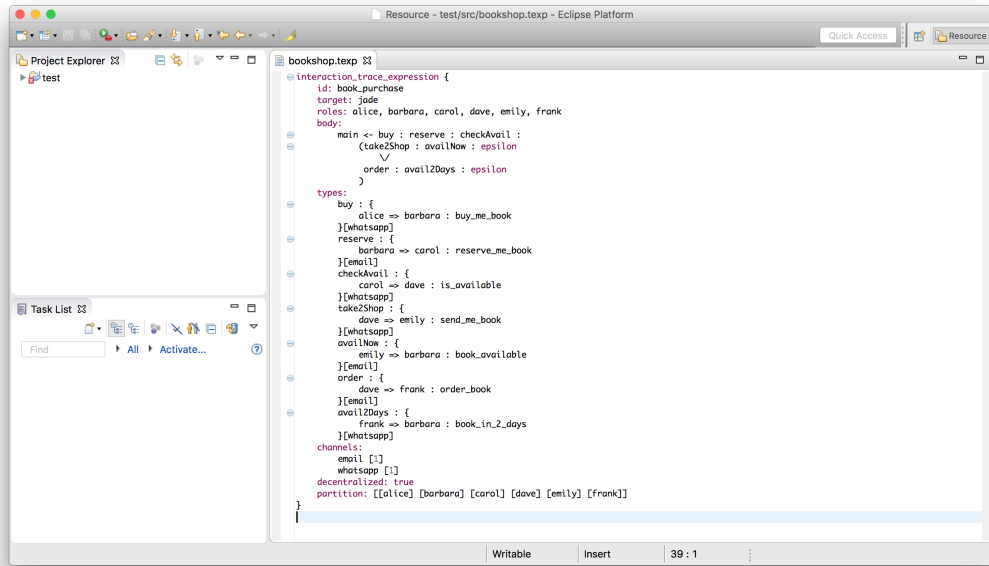 Resource - test/src/bookshop.texp - Eclipse Platform
Quick Access
Resource
Project Explorer
test
Task List
Find
All
Activate...
bookshop.texp
interaction_trace_expression {
id: book_purchase
target: jade
roles: alice, barbara, carol, dave, emily, frank
body:
main <- buy : reserve : checkAvail :
(take2Shop : availNow : epsilon
\/
order : avail2Days : epsilon
)
types:
buy : {
alice => barbara : buy_me_book
}[whatsapp]
reserve : {
barbara => carol : reserve_me_book
}[email]
checkAvail : {
carol => dave : is_available
}[whatsapp]
take2Shop : {
dave => emily : send_me_book
}[whatsapp]
availNow : {
emily => barbara : book_available
}[email]
order : {
dave => frank : order_book
}[email]
avail2Days : {
frank => barbara : book_in_2_days
}[whatsapp]
channels:
email [1]
whatsapp [1]
decentralized: true
partition: [[alice] [barbara] [carol] [dave] [emily] [frank]]
}
Writable
Insert
39 : 1